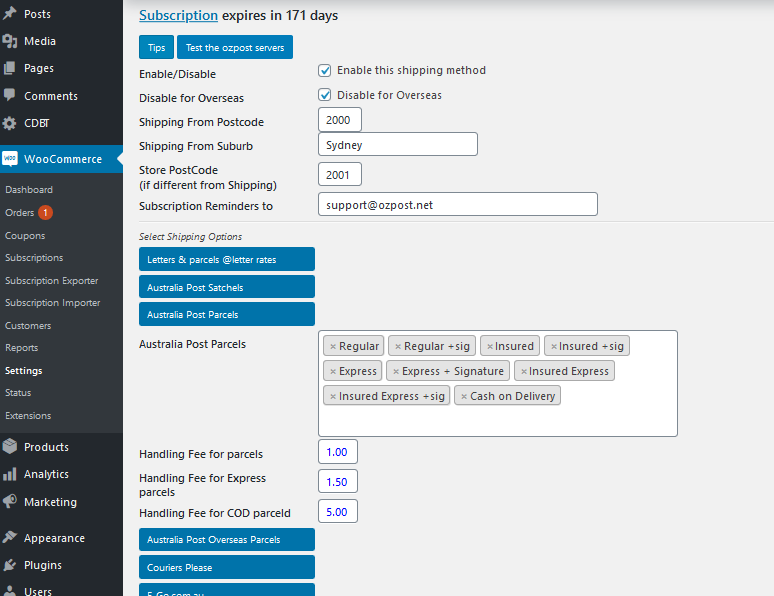 Posts
Media
Pages
Comments
CDBT
WooCommerce
Dashboard
Orders 1
Coupons
Subscriptions
Subscription Exporter
Subscription Importer
Customers
Reports
Settings
Status
Extensions
Products
Analytics
Marketing
Appearance
Plugins
Users
Subscription expires in 171 days
Tips Test the ozpost servers
Enable/Disable Enable this shipping method
Disable for Overseas Disable for Overseas
Shipping From Postcode 2000
Shipping From Suburb Sydney
Store PostCode
(if different from Shipping) 2001
Subscription Reminders to support@ozpost.net
Select Shipping Options
Letters & parcels @letter rates
Australia Post Satchels
Australia Post Parcels
Australia Post Parcels × Regular × Regular +sig × Insured × Insured +sig
× Express × Express + Signature × Insured Express
× Insured Express +sig × Cash on Delivery
Handling Fee for parcels 1.00
Handling Fee for Express
parcels 1.50
Handling Fee for COD parceld 5.00
Australia Post Overseas Parcels
Couriers Please
E-Go.com.au